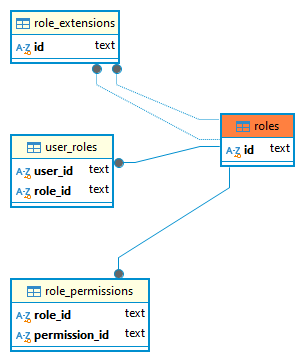 role_extensions
A-Z id text
roles
A-Z id text
user_roles
A-Z user_id text
A-Z role_id text
role_permissions
A-Z role_id text
A-Z permission_id text